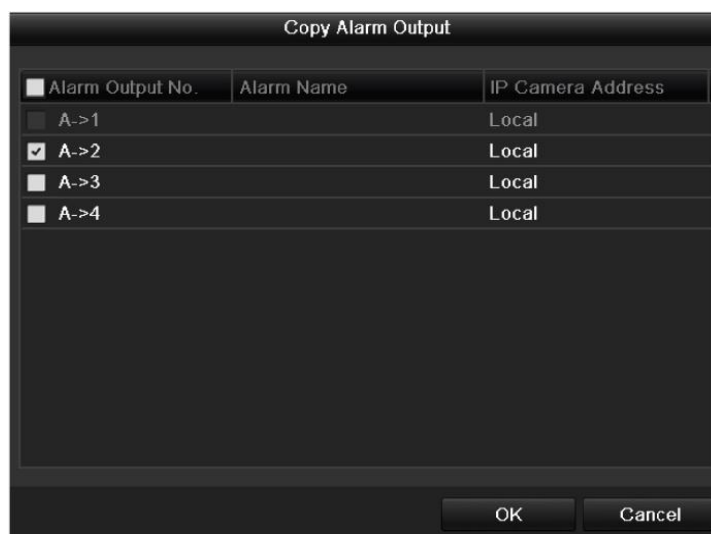 Copy Alarm Output
Alarm Output No. Alarm Name IP Camera Address
A->1 Local
A->2 Local
A->3 Local
A->4 Local
OK Cancel